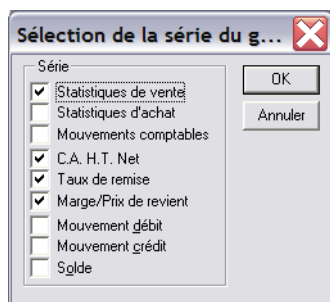 Sélection de la série du g...
Série
Statistiques de vente
Statistiques d'achat
Mouvements comptables
C.A. H.T. Net
Taux de remise
Marge/Prix de revient
Mouvement débit
Mouvement crédit
Solde
OK
Annuler